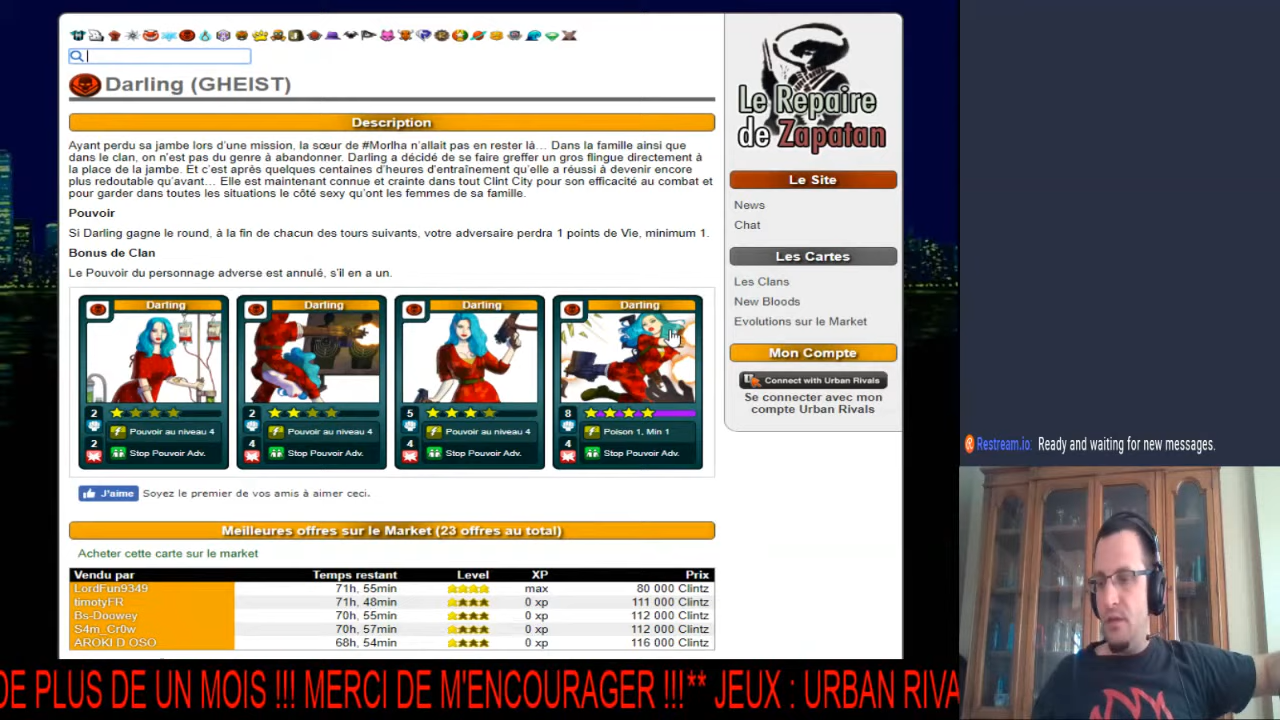 Darling (GHEIST)
Description
Ayant perdu sa jambe lors d'une mission, la sœur de #Morlha n'allait pas en rester là... Dans la famille ainsi que
dans le clan, on n'est pas du genre à abandonner. Darling a décidé de se faire greffer un gros flingue directement à
la place de la jambe. Et c'est après quelques centaines d'heures d'entraînement qu'elle a réussi à devenir encore
plus redoutable qu'avant... Elle est maintenant connue et crainte dans tout Clint City pour son efficacité au combat et
pour garder dans toutes les situations le côté sexy qu'ont les femmes de sa famille.
Pouvoir
Si Darling gagne le round, à la fin de chacun des tours suivants, votre adversaire perdra 1 points de Vie, minimum 1.
Bonus de Clan
Le Pouvoir du personnage adverse est annulé, s'il en a un.
Darling
2
2
Pouvoir au niveau 4
Stop Pouvoir Adv.
Darling
2
4
Pouvoir au niveau 4
Stop Pouvoir Adv.
Darling
5
4
Pouvoir au niveau 4
Stop Pouvoir Adv.
Darling
8
4
Poison 1, Min 1
Stop Pouvoir Adv.
J'aime Soyez le premier de vos amis à aimer ceci.
Meilleures offres sur le Market (23 offres au total)
Acheter cette carte sur le market
Vendu par Temps restant Level XP Prix
LordFun9349 71h, 55min max 80 000 Clintz
timotyFR 71h, 48min 0 xp 111 000 Clintz
Bs-Doowey 70h, 55min 0 xp 112 000 Clintz
S4m_Cr0w 70h, 57min 0 xp 112 000 Clintz
AROKI D OSO 68h, 54min 0 xp 116 000 Clintz
Le Repaire
de Zapatan
Le Site
News
Chat
Les Cartes
Les Clans
New Bloods
Evolutions sur le Market
Mon Compte
Connect with Urban Rivals
Se connecter avec mon
compte Urban Rivals
Restream.io: Ready and waiting for new messages.
DE PLUS DE UN MOIS !!! MERCI DE M'ENCOURAGER !!!** JEUX : URBAN RIVA